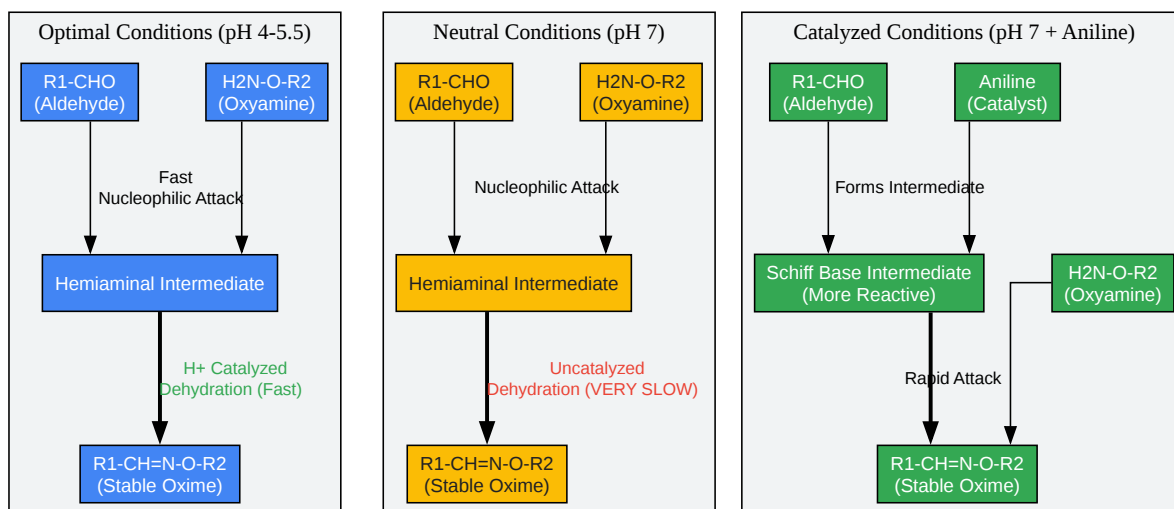 Optimal Conditions (pH 4-5.5)
R1-CHO
(Aldehyde)
H2N-O-R2
(Oxyamine)
Fast
Nucleophilic Attack
Hemiaminal Intermediate
H+ Catalyzed
Dehydration (Fast)
R1-CH=N-O-R2
(Stable Oxime)
Neutral Conditions (pH 7)
R1-CHO
(Aldehyde)
H2N-O-R2
(Oxyamine)
Nucleophilic Attack
Hemiaminal Intermediate
Uncatalyzed
Dehydration (VERY SLOW)
R1-CH=N-O-R2
(Stable Oxime)
Catalyzed Conditions (pH 7 + Aniline)
R1-CHO
(Aldehyde)
Aniline
(Catalyst)
Forms Intermediate
Schiff Base Intermediate
(More Reactive)
H2N-O-R2
(Oxyamine)
Rapid Attack
R1-CH=N-O-R2
(Stable Oxime)